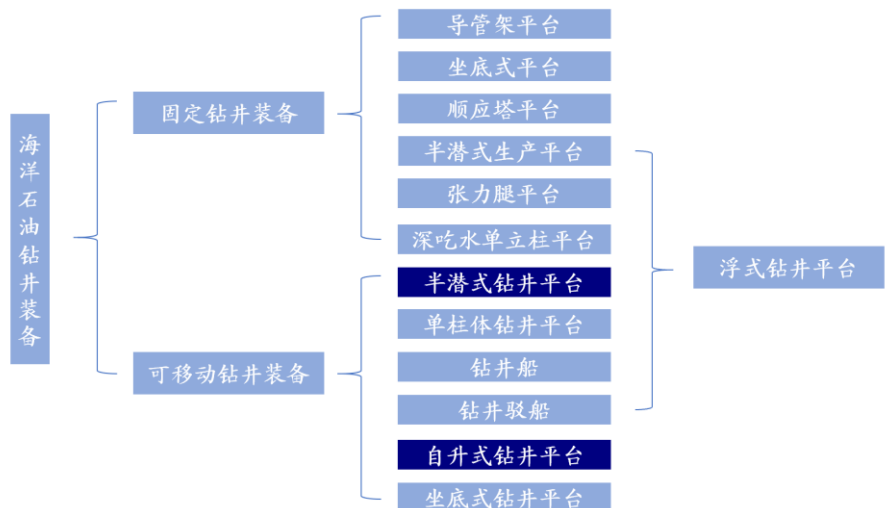 海洋石油钻井装备
固定钻井装备
导管架平台
坐底式平台
顺应塔平台
半潜式生产平台
张力腿平台
深吃水单立柱平台
可移动钻井装备
半潜式钻井平台
单柱体钻井平台
钻井船
钻井驳船
自升式钻井平台
坐底式钻井平台
浮式钻井平台